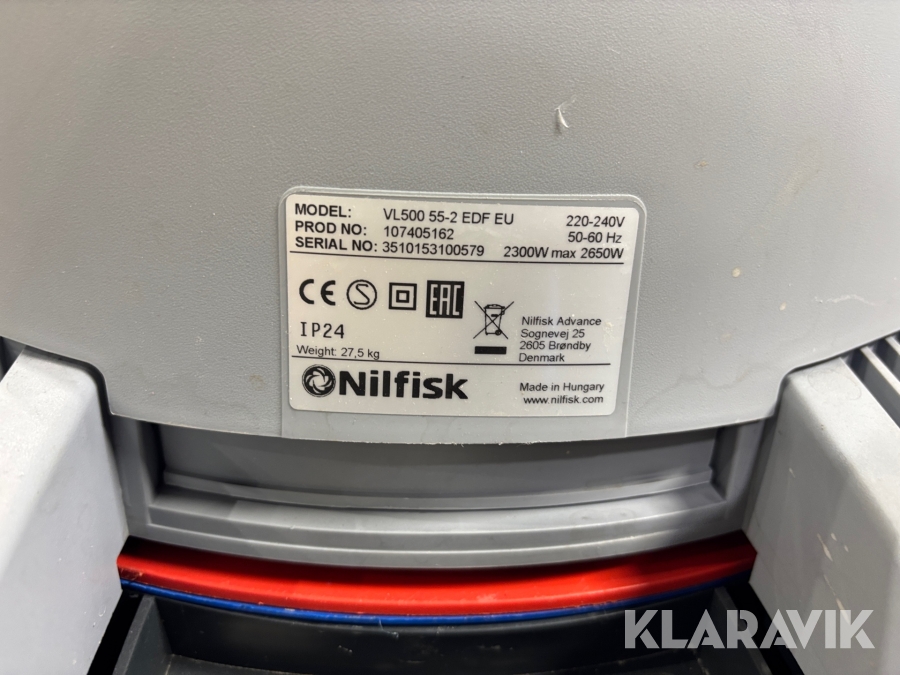 MODEL: VL500 55-2 EDF EU 220-240V
PROD NO: 107405162 50-60 Hz
SERIAL NO: 3510153100579 2300W max 2650W
CE S EAC
IP24
Weight: 27,5 kg
Nilfisk Advance
Sognevej 25
2605 Brøndby
Denmark
Nilfisk
Made in Hungary
www.nilfisk.com
KLARAVIK